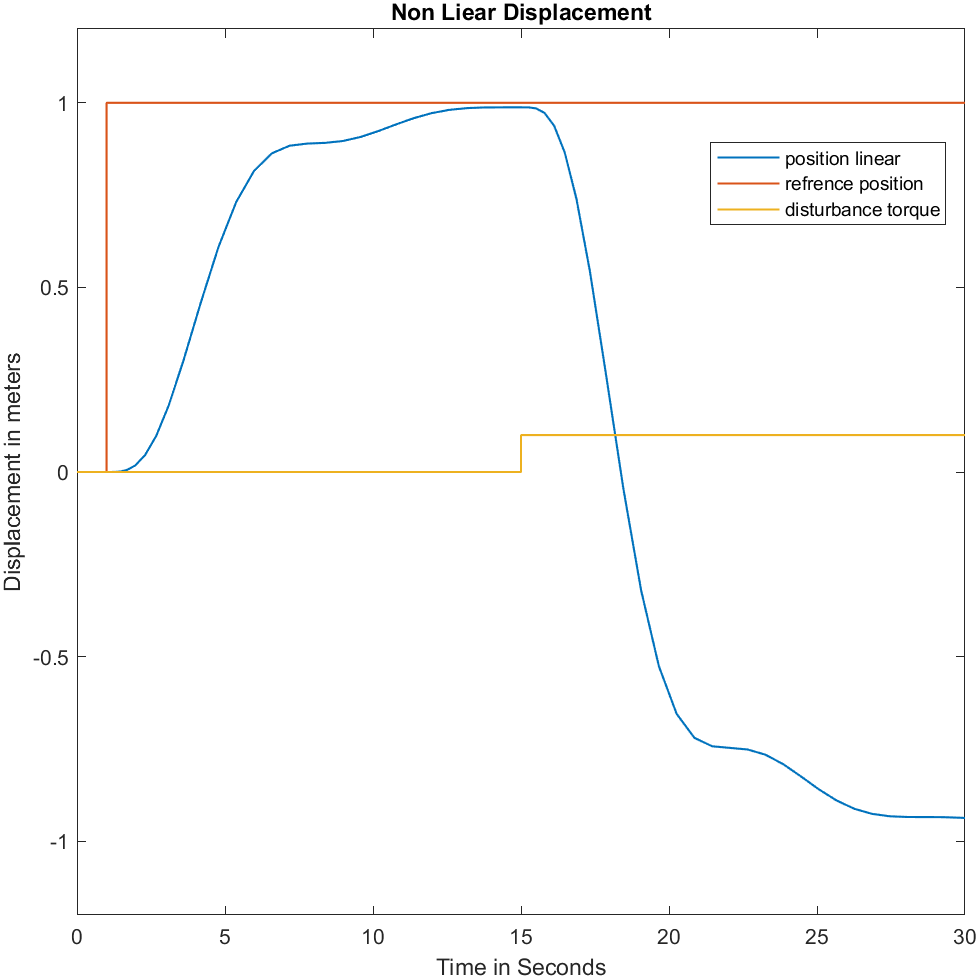 Non Liear Displacement
1
0.5
0
-0.5
-1
Displacement in meters
position linear
refrence position
disturbance torque
0 5 10 15 20 25 30
Time in Seconds